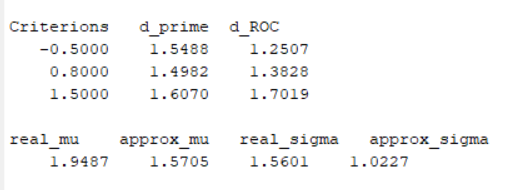 Criterions d_prime d_ROC
-0.5000 1.5488 1.2507
0.8000 1.4982 1.3828
1.5000 1.6070 1.7019
real_mu approx_mu real_sigma approx_sigma
1.9487 1.5705 1.5601 1.0227